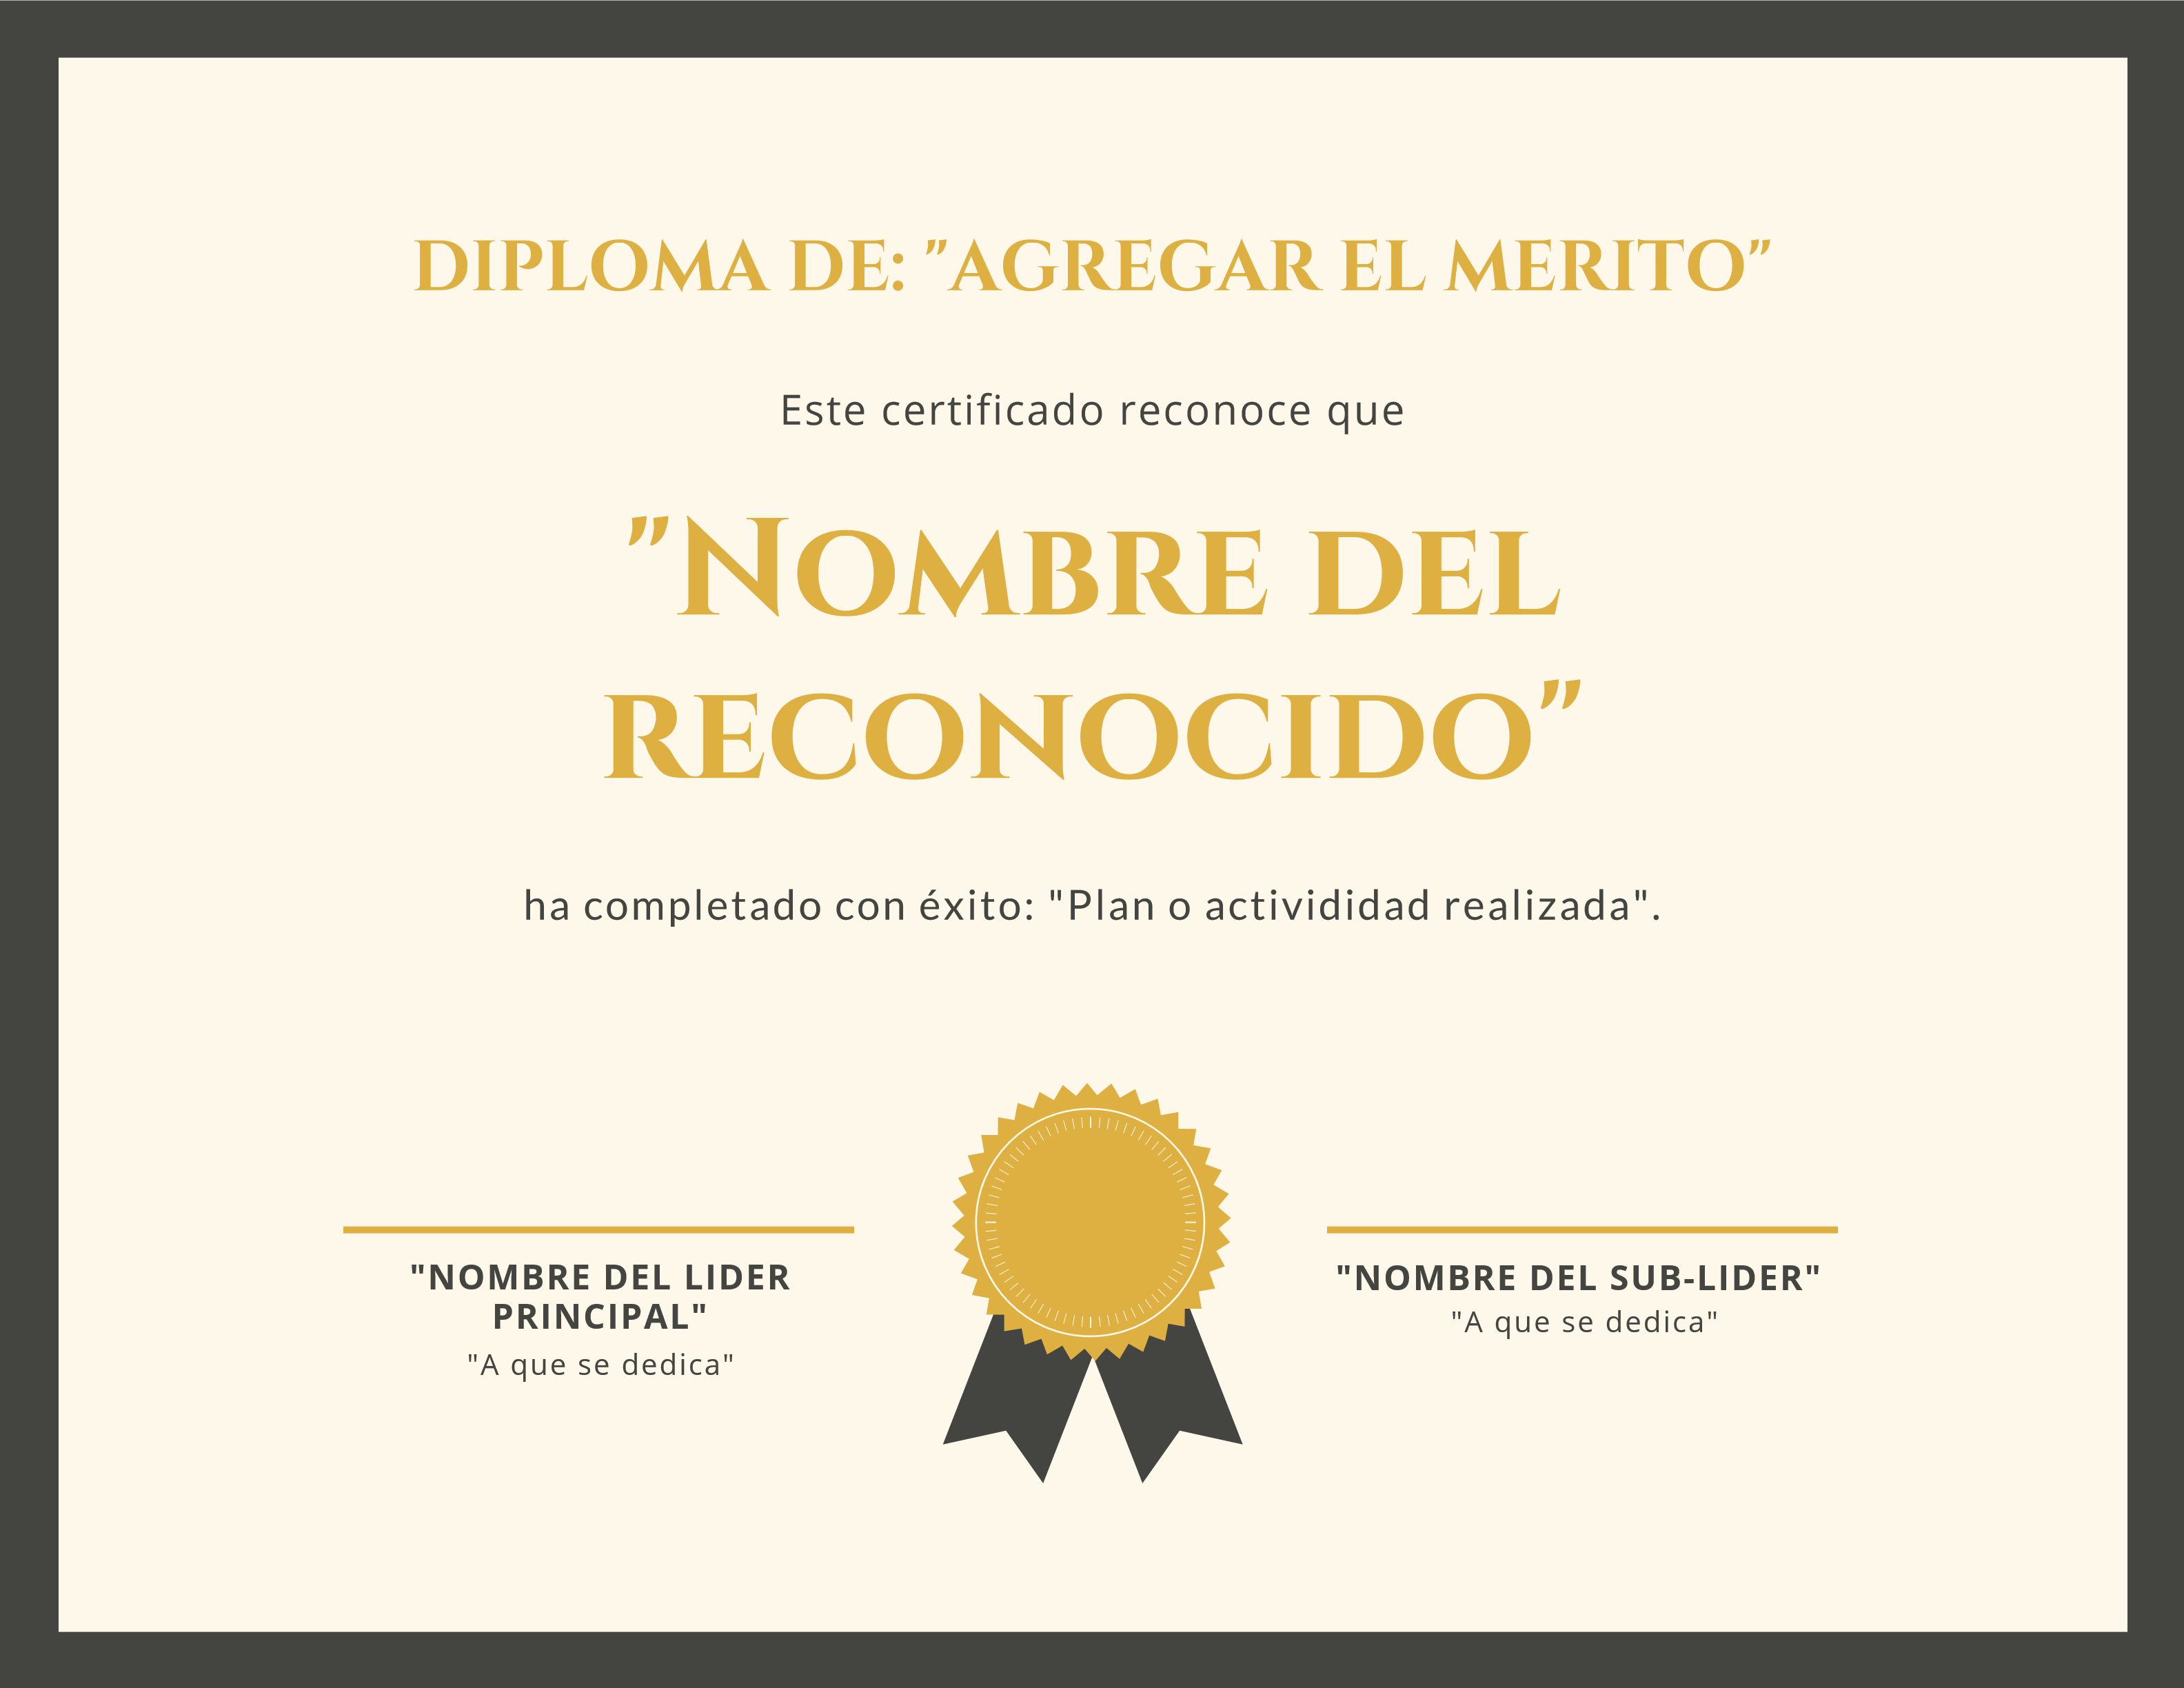 DIPLOMA DE: ”AGREGAR EL MERITO”
Este certificado reconoce que
”NOMBRE DEL
RECONOCIDO”
ha completado con éxito: "Plan o activididad realizada".
"NOMBRE DEL LIDER
PRINCIPAL"
"A que se dedica"
"NOMBRE DEL SUB-LIDER"
"A que se dedica"